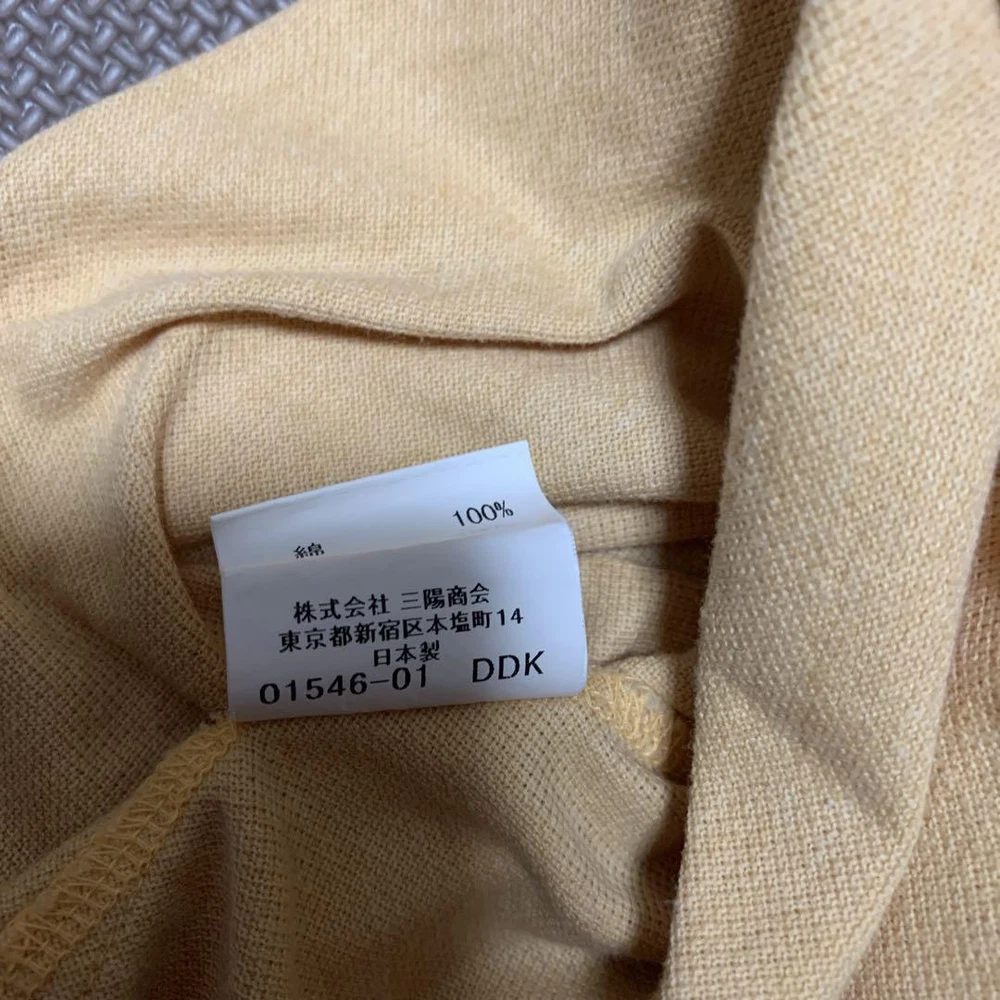 綿 100%
株式会社 三陽商会
東京都新宿区本塩町14
日本製
01546-01 DDK